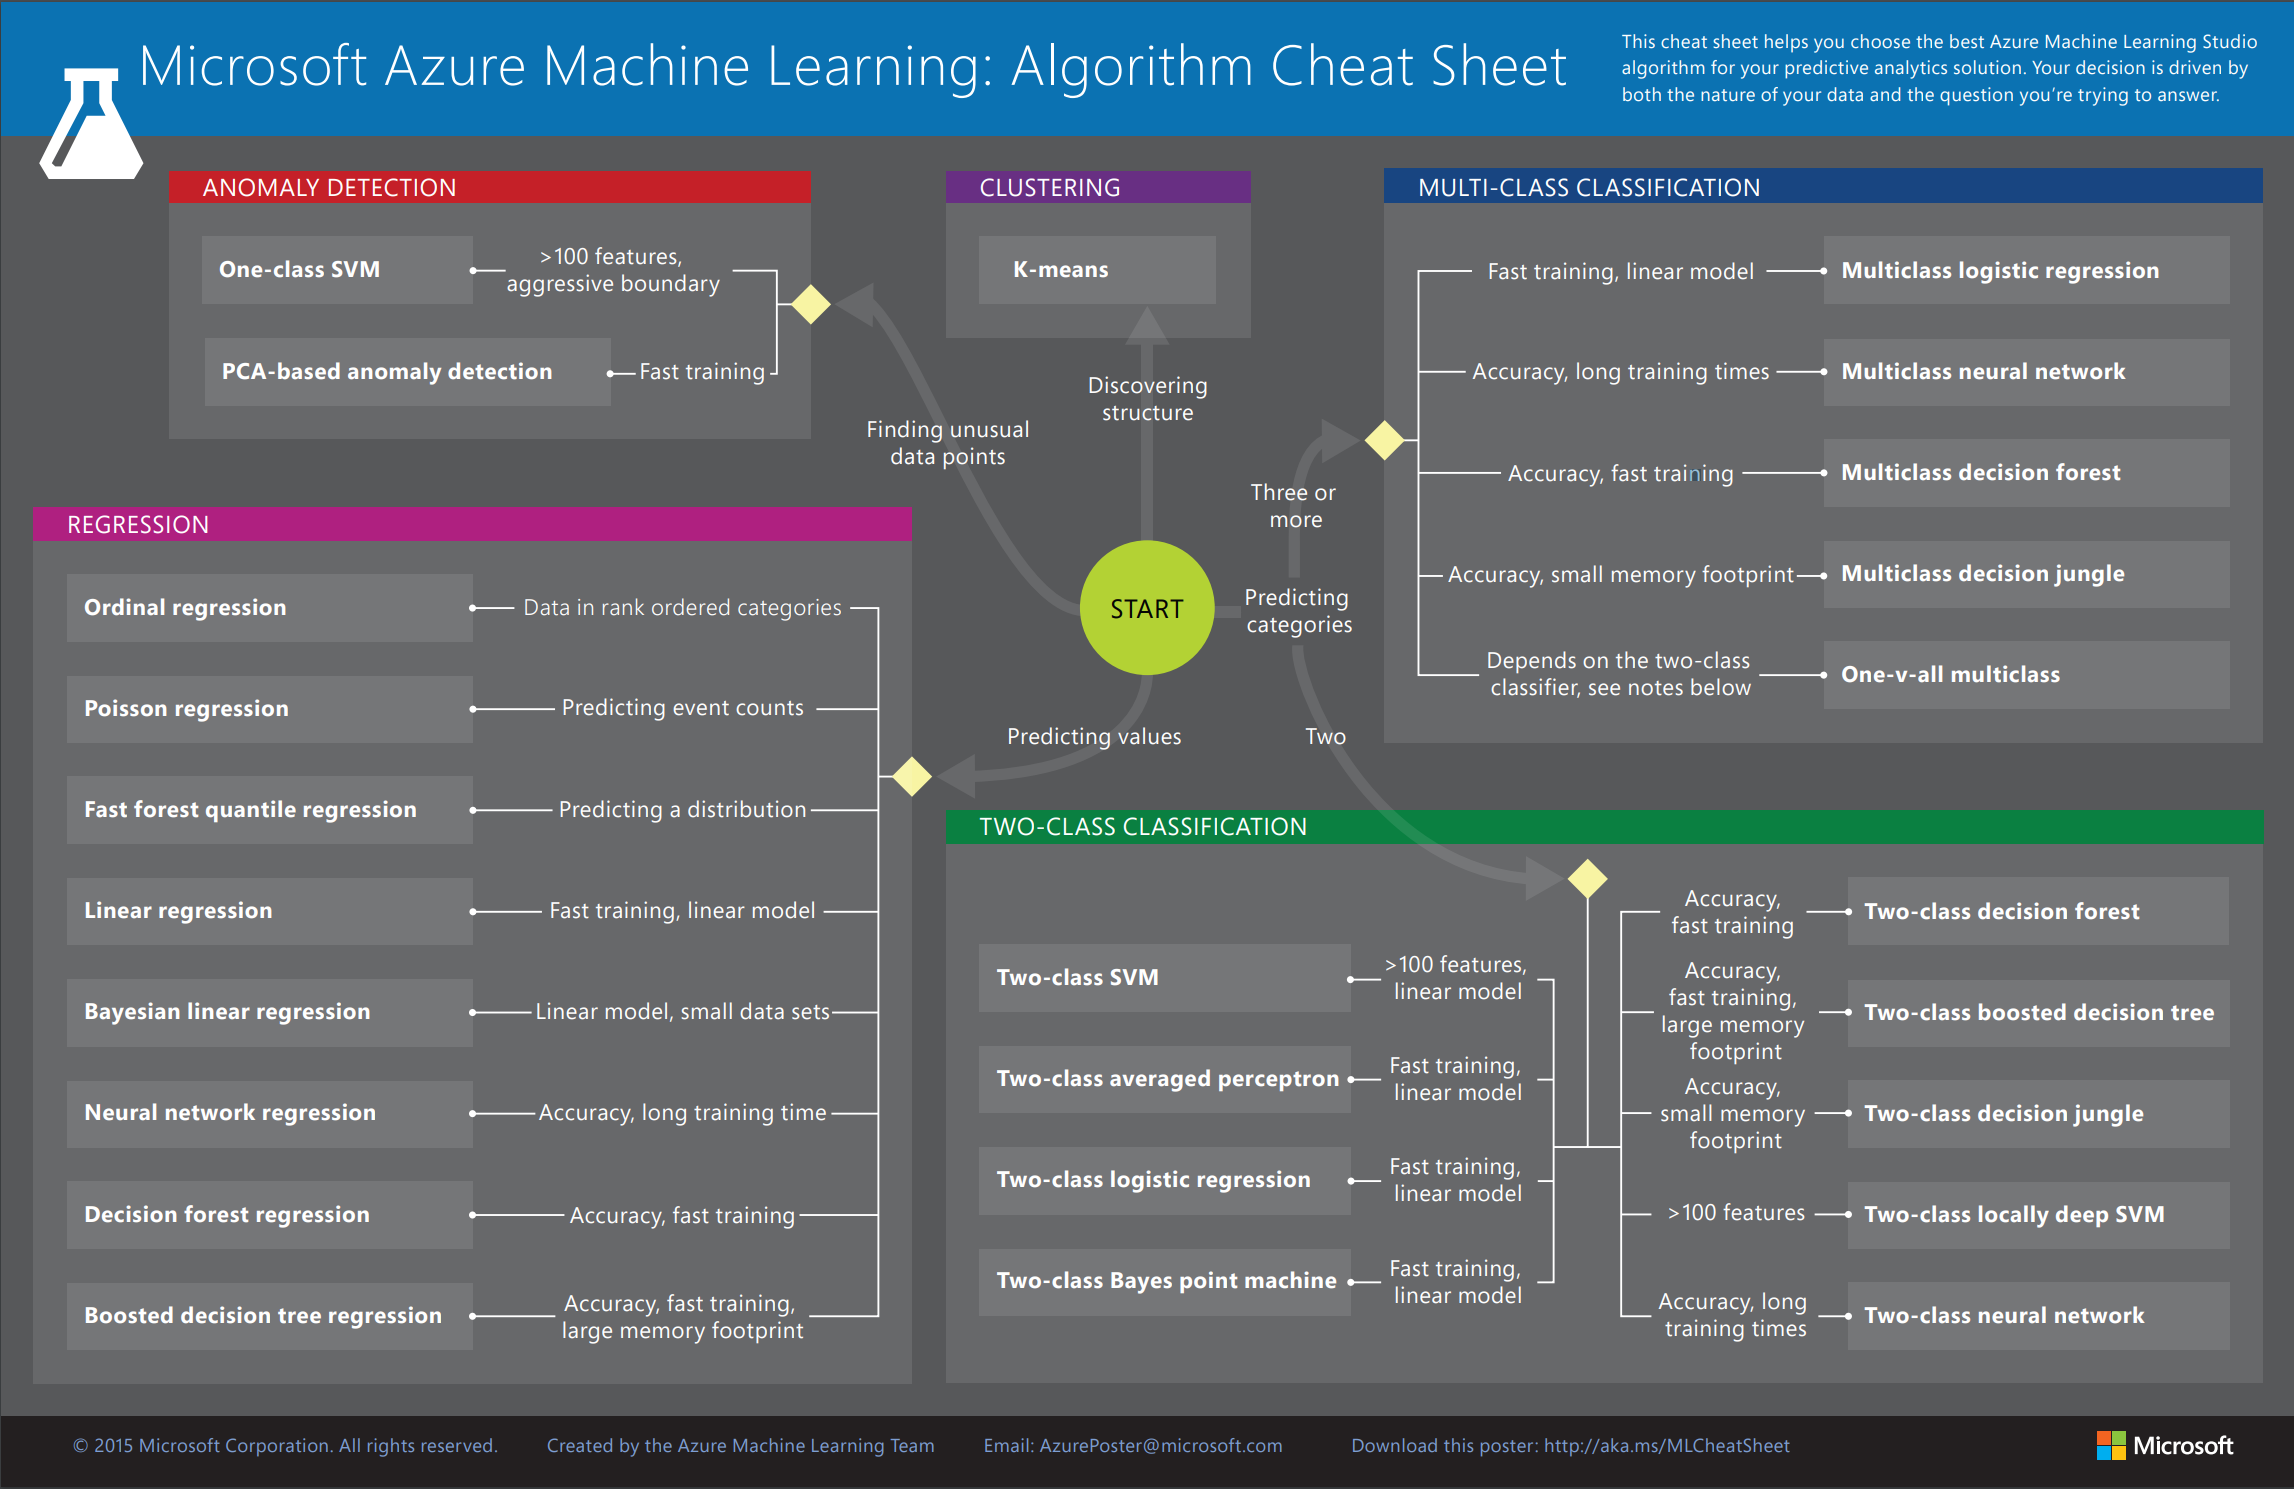 Microsoft Azure Machine Learning: Algorithm Cheat Sheet
This cheat sheet helps you choose the best Azure Machine Learning Studio
algorithm for your predictive analytics solution. Your decision is driven by
both the nature of your data and the question you’re trying to answer.
ANOMALY DETECTION
One-class SVM
>100 features,
aggressive boundary
PCA-based anomaly detection
Fast training
CLUSTERING
K-means
Discovering
structure
Finding unusual
data points
START
Predicting
categories
Three or
more
Two
Predicting values
MULTI-CLASS CLASSIFICATION
Fast training, linear model
Multiclass logistic regression
Accuracy, long training times
Multiclass neural network
Accuracy, fast training
Multiclass decision forest
Accuracy, small memory footprint
Multiclass decision jungle
Depends on the two-class
classifier, see notes below
One-v-all multiclass
REGRESSION
Ordinal regression
Data in rank ordered categories
Poisson regression
Predicting event counts
Fast forest quantile regression
Predicting a distribution
Linear regression
Fast training, linear model
Bayesian linear regression
Linear model, small data sets
Neural network regression
Accuracy, long training time
Decision forest regression
Accuracy, fast training
Boosted decision tree regression
Accuracy, fast training,
large memory footprint
TWO-CLASS CLASSIFICATION
Two-class SVM
>100 features,
linear model
Two-class averaged perceptron
Fast training,
linear model
Two-class logistic regression
Fast training,
linear model
Two-class Bayes point machine
Fast training,
linear model
Accuracy,
fast training
Two-class decision forest
Accuracy,
fast training,
large memory
footprint
Two-class boosted decision tree
Accuracy,
small memory
footprint
Two-class decision jungle
>100 features
Two-class locally deep SVM
Accuracy, long
training times
Two-class neural network
© 2015 Microsoft Corporation. All rights reserved.
Created by the Azure Machine Learning Team
Email: AzurePoster@microsoft.com
Download this poster: http://aka.ms/MLCheatSheet
Microsoft